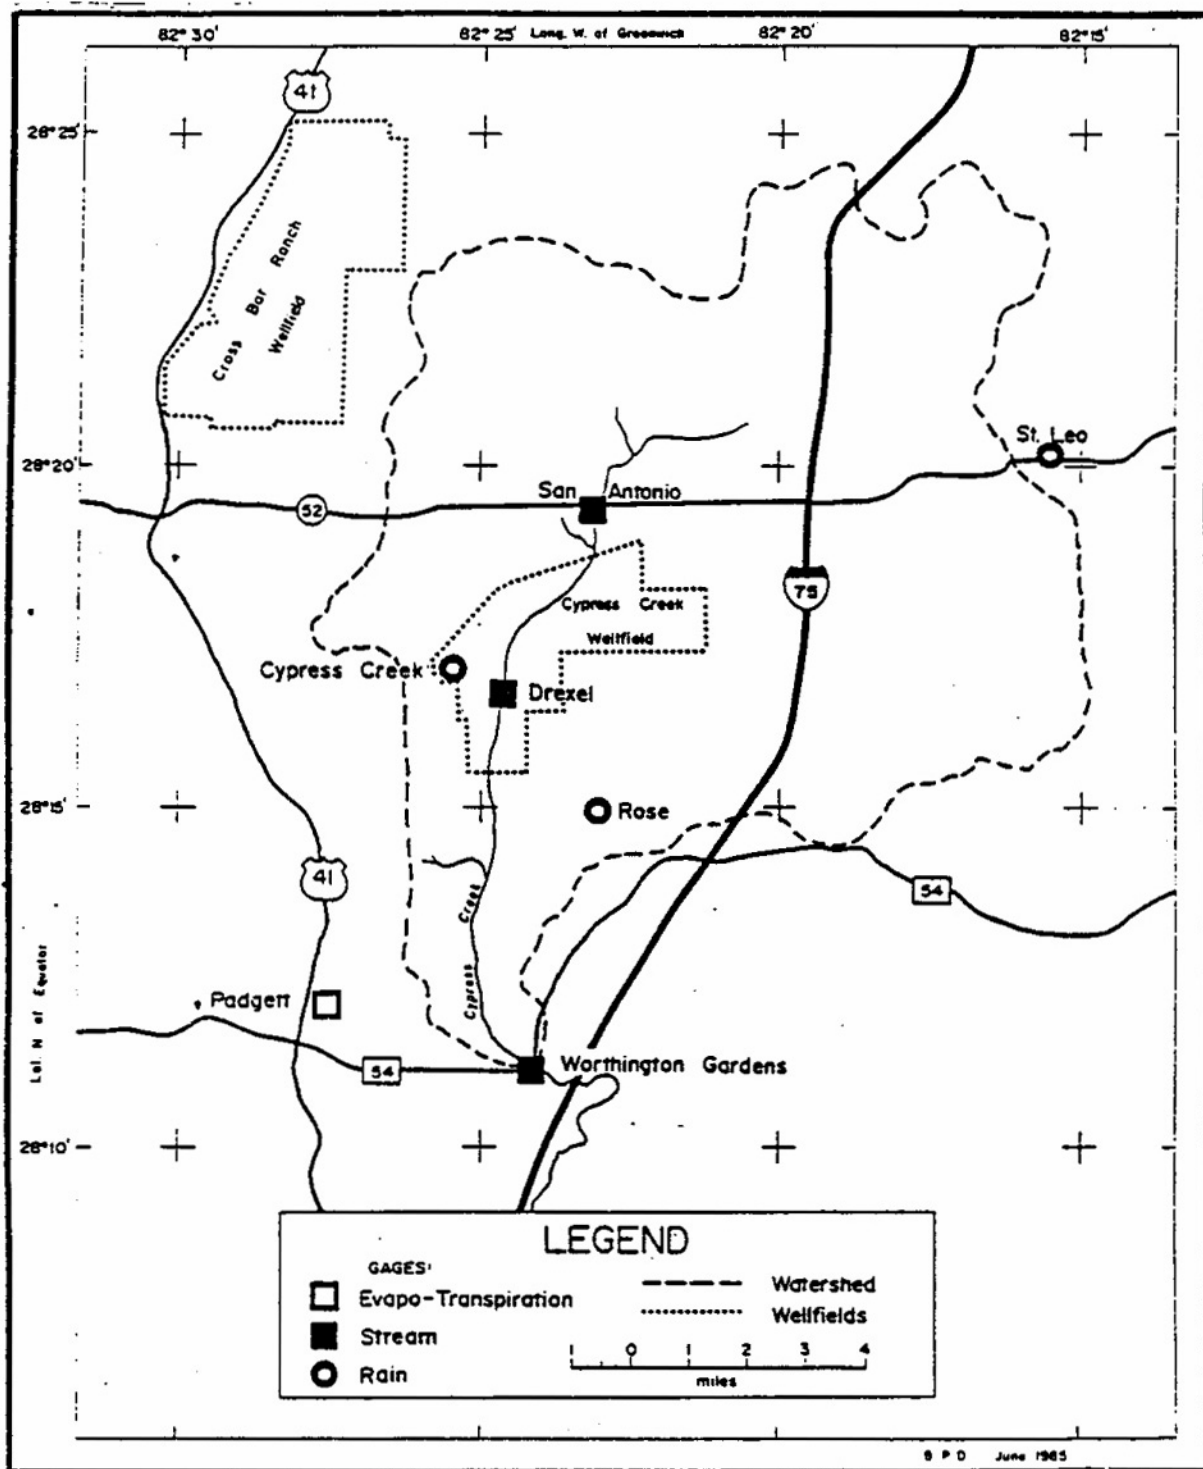 82° 30' 82° 25' Long. W. of Greenwich 82° 20' 82° 15'
41
28° 25'
Cross Bar Ranch
Wellfield
28° 20'
St. Leo
San Antonio
52
75
Cypress Creek
Wellfield
Cypress Creek
Drexel
28° 15'
Rose
41
54
Cypress Creek
Lat. N of Equator
Padgett
54
Worthington Gardens
28° 10'
LEGEND
GAGES:
Evapo-Transpiration
Stream
Rain
Watershed
Wellfields
1 0 1 2 3 4
miles
B P D June 1985